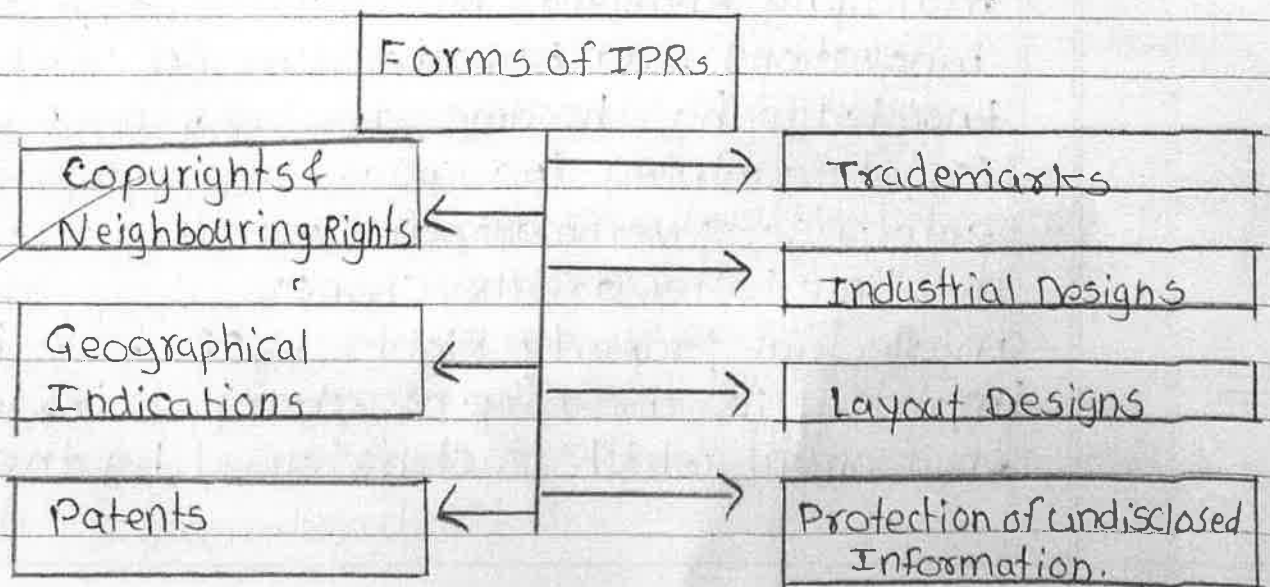 Forms of IPRs
Copyrights &
Neighbouring Rights
Trademarks
Industrial Designs
Geographical
Indications
Layout Designs
Patents
Protection of undisclosed
Information.